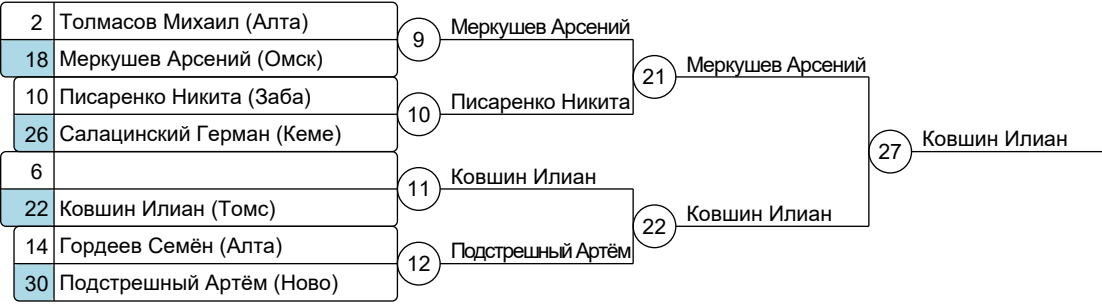 2 Толмасов Михаил (Алта)
18 Меркушев Арсений (Омск)
10 Писаренко Никита (Заба)
26 Салацинский Герман (Кеме)
6
22 Ковшин Илиан (Томс)
14 Гордеев Семён (Алта)
30 Подстрешный Артём (Ново)
9 Меркушев Арсений
10 Писаренко Никита
11 Ковшин Илиан
12 Подстрешный Артём
21 Меркушев Арсений
22 Ковшин Илиан
27 Ковшин Илиан